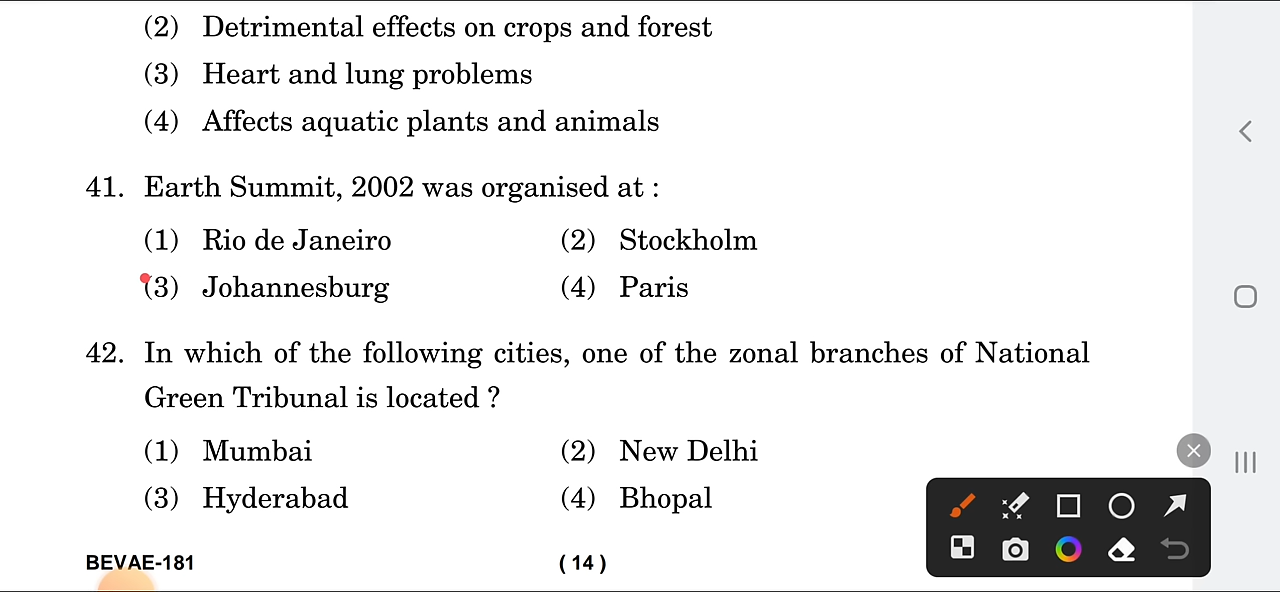 (2) Detrimental effects on crops and forest
(3) Heart and lung problems
(4) Affects aquatic plants and animals
41. Earth Summit, 2002 was organised at :
(1) Rio de Janeiro (2) Stockholm
(3) Johannesburg (4) Paris
42. In which of the following cities, one of the zonal branches of National
Green Tribunal is located ?
(1) Mumbai (2) New Delhi
(3) Hyderabad (4) Bhopal
BEVAE-181 ( 14 )